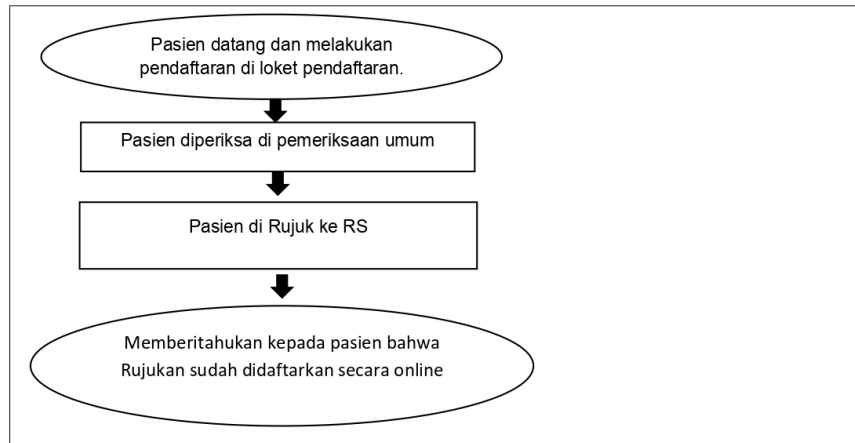 Pasien datang dan melakukan
pendaftaran di loket pendaftaran.
Pasien diperiksa di pemeriksaan umum
Pasien di Rujuk ke RS
Memberitahukan kepada pasien bahwa
Rujukan sudah didaftarkan secara online